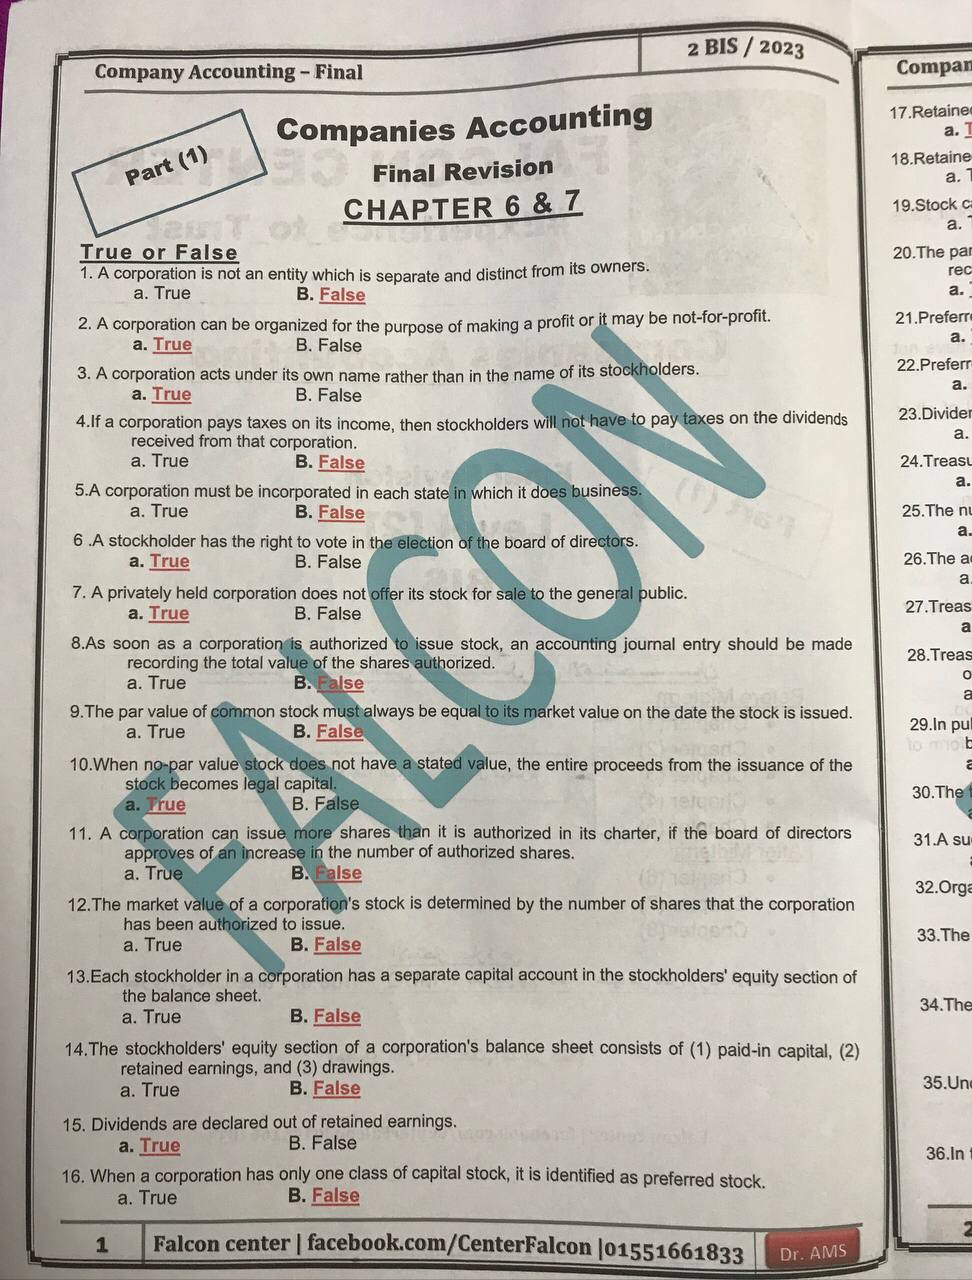 Company Accounting – Final
2 BIS / 2023
Part (1)
Companies Accounting
Final Revision
CHAPTER 6 & 7
True or False
1. A corporation is not an entity which is separate and distinct from its owners.
a. True B. False
2. A corporation can be organized for the purpose of making a profit or it may be not-for-profit.
a. True B. False
3. A corporation acts under its own name rather than in the name of its stockholders.
a. True B. False
4.If a corporation pays taxes on its income, then stockholders will not have to pay taxes on the dividends
received from that corporation.
a. True B. False
5.A corporation must be incorporated in each state in which it does business.
a. True B. False
6 .A stockholder has the right to vote in the election of the board of directors.
a. True B. False
7. A privately held corporation does not offer its stock for sale to the general public.
a. True B. False
8.As soon as a corporation is authorized to issue stock, an accounting journal entry should be made
recording the total value of the shares authorized.
a. True B. False
9.The par value of common stock must always be equal to its market value on the date the stock is issued.
a. True B. False
10.When no-par value stock does not have a stated value, the entire proceeds from the issuance of the
stock becomes legal capital.
a. True B. False
11. A corporation can issue more shares than it is authorized in its charter, if the board of directors
approves of an increase in the number of authorized shares.
a. True B. False
12.The market value of a corporation's stock is determined by the number of shares that the corporation
has been authorized to issue.
a. True B. False
13.Each stockholder in a corporation has a separate capital account in the stockholders' equity section of
the balance sheet.
a. True B. False
14.The stockholders' equity section of a corporation's balance sheet consists of (1) paid-in capital, (2)
retained earnings, and (3) drawings.
a. True B. False
15. Dividends are declared out of retained earnings.
a. True B. False
16. When a corporation has only one class of capital stock, it is identified as preferred stock.
a. True B. False
FALCON
1 Falcon center | facebook.com/CenterFalcon |01551661833 Dr. AMS
17.
a.
18.
a.
19.Stock
a.
20.The par
a.
21.
a.
22.
a.
23.
a.
24.
a.
25.The
a.
26.The
a.
27.
a
28.
a
29.In
30.The
31.A
32.
33.The
34.The
35.
36.In